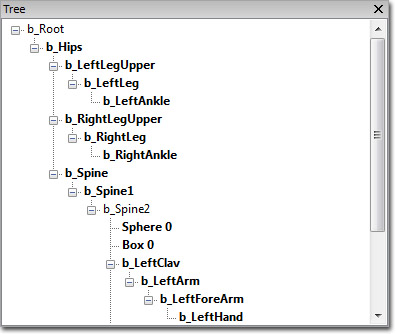 Tree
b_Root
b_Hips
b_LeftLegUpper
b_LeftLeg
b_LeftAnkle
b_RightLegUpper
b_RightLeg
b_RightAnkle
b_Spine
b_Spine1
b_Spine2
Sphere 0
Box 0
b_LeftClav
b_LeftArm
b_LeftForeArm
b_LeftHand